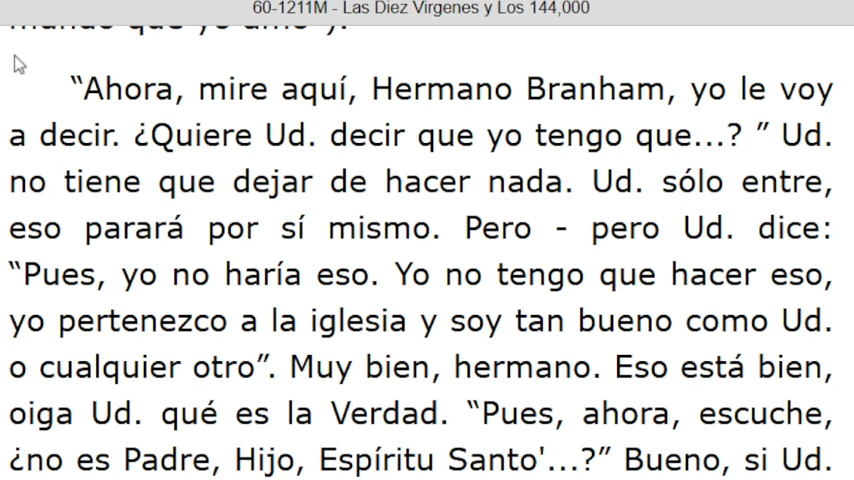 60-1211M - Las Diez Virgenes y Los 144,000
“Ahora, mire aquí, Hermano Branham, yo le voy
a decir. ¿Quiere Ud. decir que yo tengo que...? ” Ud.
no tiene que dejar de hacer nada. Ud. sólo entre,
eso parará por sí mismo. Pero - pero Ud. dice:
“Pues, yo no haría eso. Yo no tengo que hacer eso,
yo pertenezco a la iglesia y soy tan bueno como Ud.
o cualquier otro”. Muy bien, hermano. Eso está bien,
oiga Ud. qué es la Verdad. “Pues, ahora, escuche,
¿no es Padre, Hijo, Espíritu Santo'...?” Bueno, si Ud.